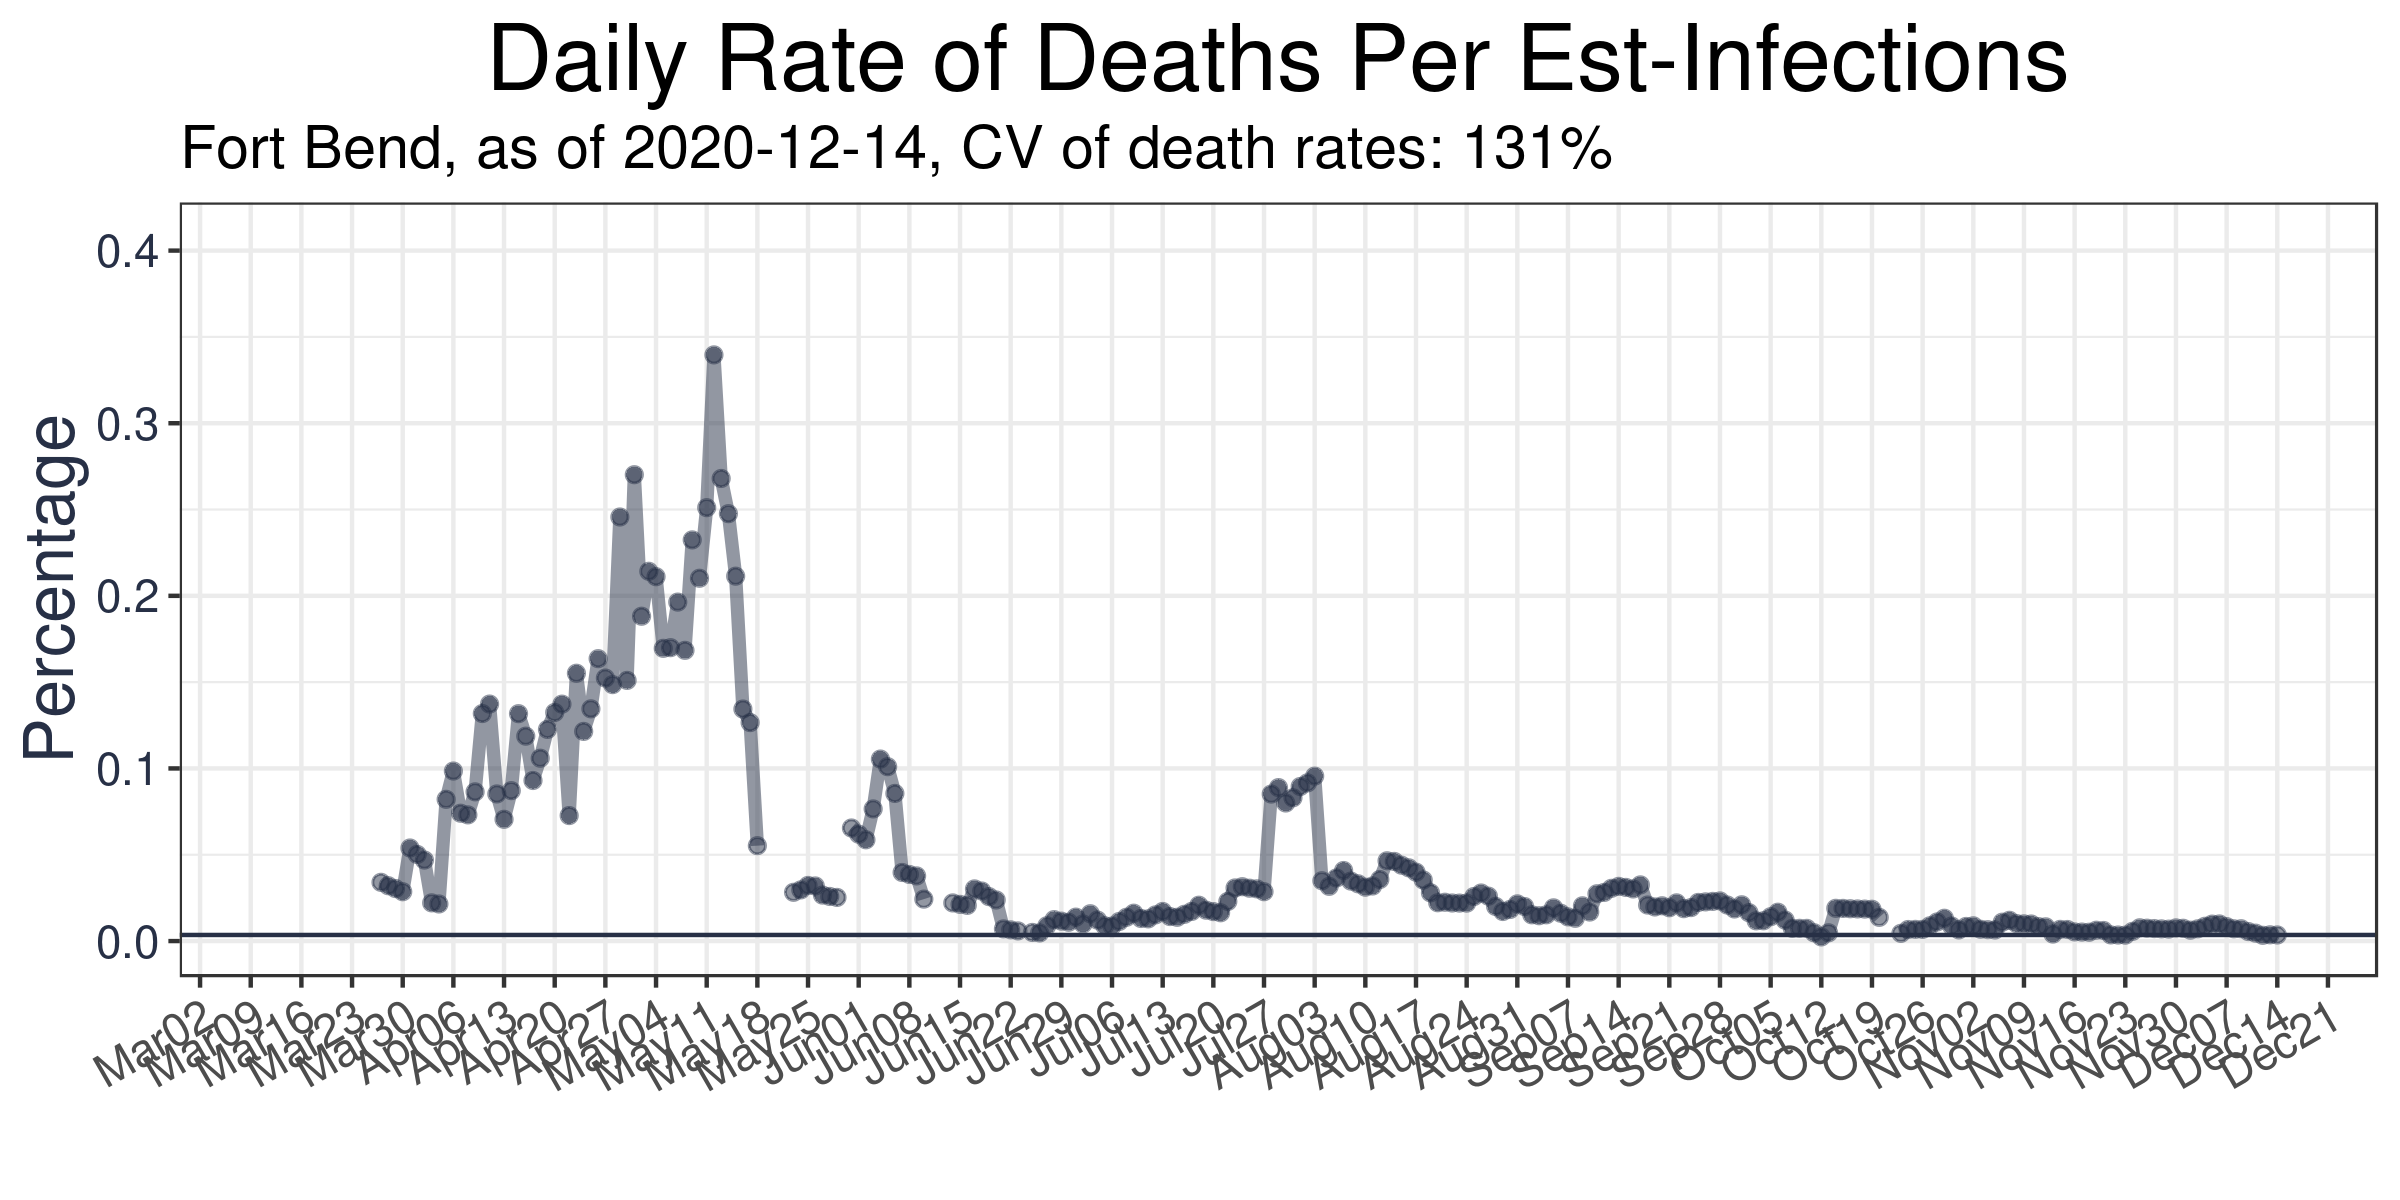 Daily Rate of Deaths Per Est-Infections
Fort Bend, as of 2020-12-14, CV of death rates: 131%
Percentage
0.4
0.3
0.2
0.1
0.0
Mar02
Mar09
Mar16
Mar23
Mar30
Apr06
Apr13
Apr20
Apr27
May04
May11
May18
May25
Jun01
Jun08
Jun15
Jun22
Jun29
Jul06
Jul13
Jul20
Jul27
Aug03
Aug10
Aug17
Aug24
Aug31
Sep07
Sep14
Sep21
Sep28
Oct05
Oct12
Oct19
Oct26
Nov02
Nov09
Nov16
Nov23
Nov30
Dec07
Dec14
Dec21